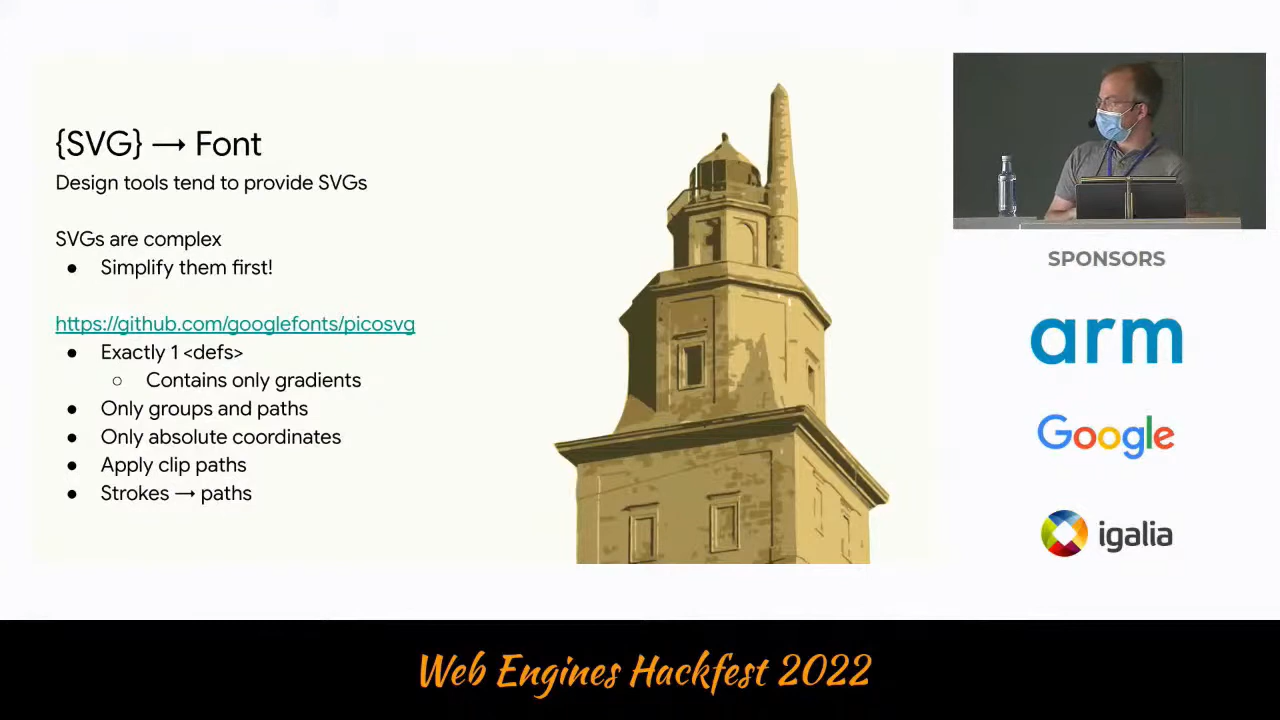 {SVG} → Font
Design tools tend to provide SVGs
SVGs are complex
● Simplify them first!
https://github.com/googlefonts/picosvg
● Exactly 1 <defs>
○ Contains only gradients
● Only groups and paths
● Only absolute coordinates
● Apply clip paths
● Strokes → paths
SPONSORS
arm
Google
igalia
Web Engines Hackfest 2022